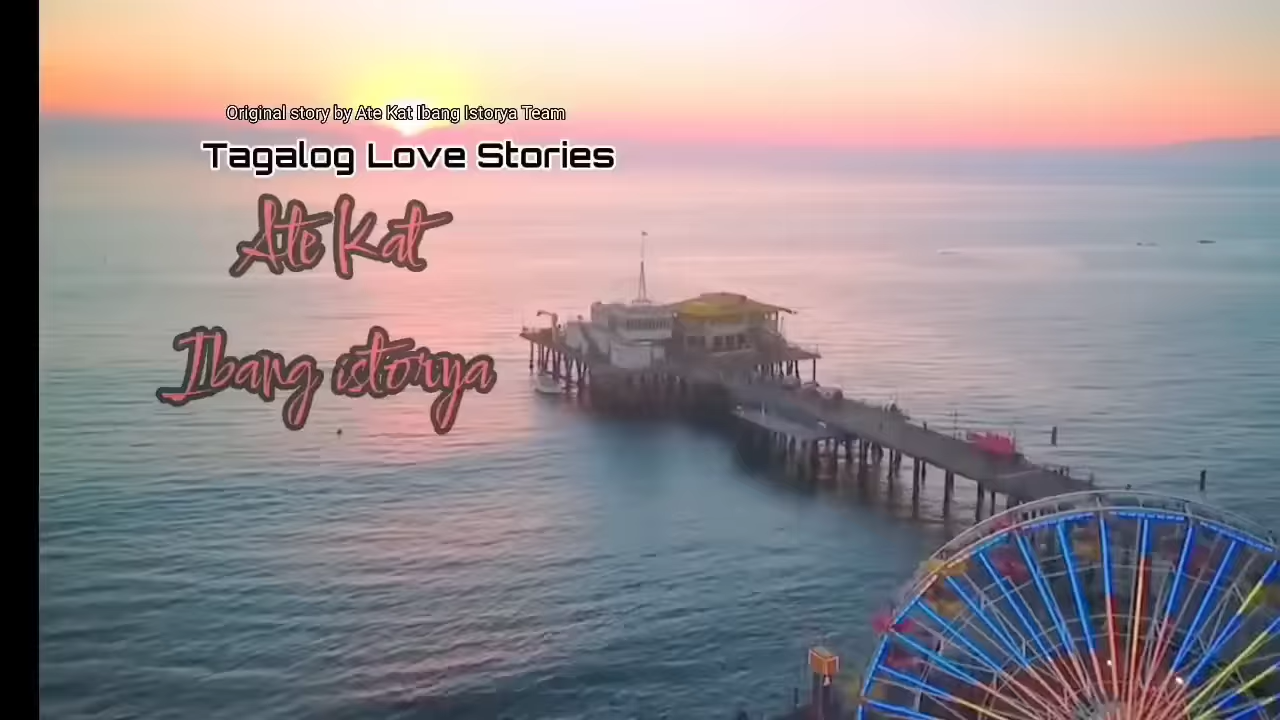 Original story by Ate Kat Ibang Istorya Team
Tagalog Love Stories
Ate Kat
Ibang istorya